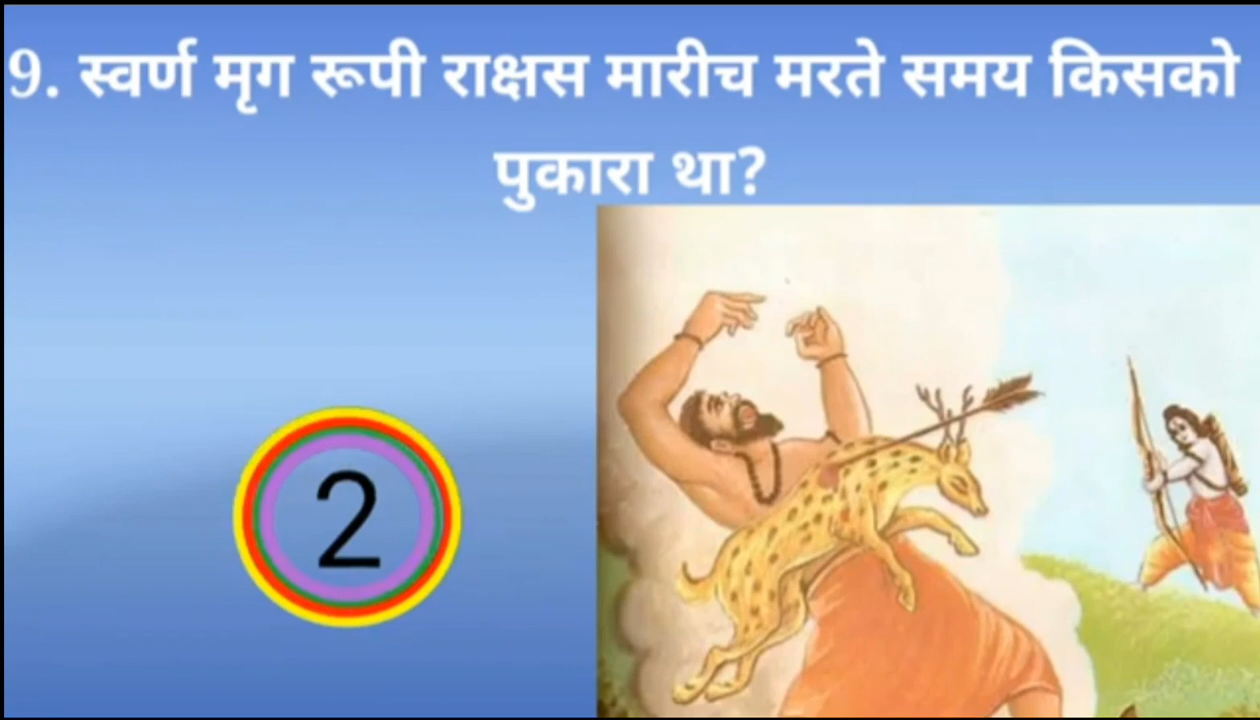 9. स्वर्ण मृग रूपी राक्षस मारीच मरते समय किसको
पुकारा था?
2